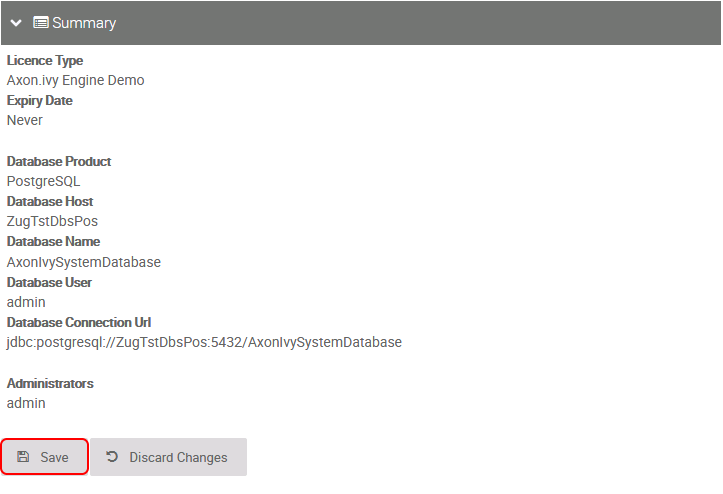 Summary
Licence Type
Axon.ivy Engine Demo
Expiry Date
Never
Database Product
PostgreSQL
Database Host
ZugTstDbsPos
Database Name
AxonIvySystemDatabase
Database User
admin
Database Connection Url
jdbc:postgresql://ZugTstDbsPos:5432/AxonIvySystemDatabase
Administrators
admin
Save Discard Changes